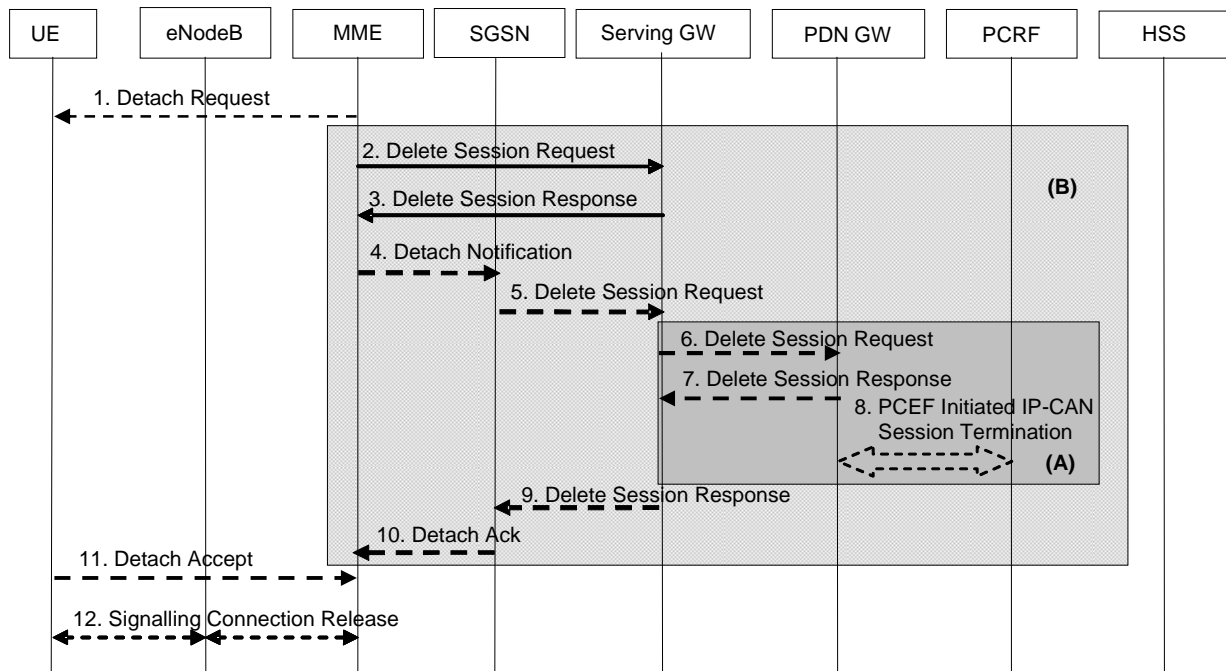 UE
eNodeB
MME
SGSN
Serving GW
PDN GW
PCRF
HSS
1. Detach Request
2. Delete Session Request
(B)
3. Delete Session Response
4. Detach Notification
5. Delete Session Request
6. Delete Session Request
7. Delete Session Response
8. PCEF Initiated IP-CAN
Session Termination
(A)
9. Delete Session Response
10. Detach Ack
11. Detach Accept
12. Signalling Connection Release